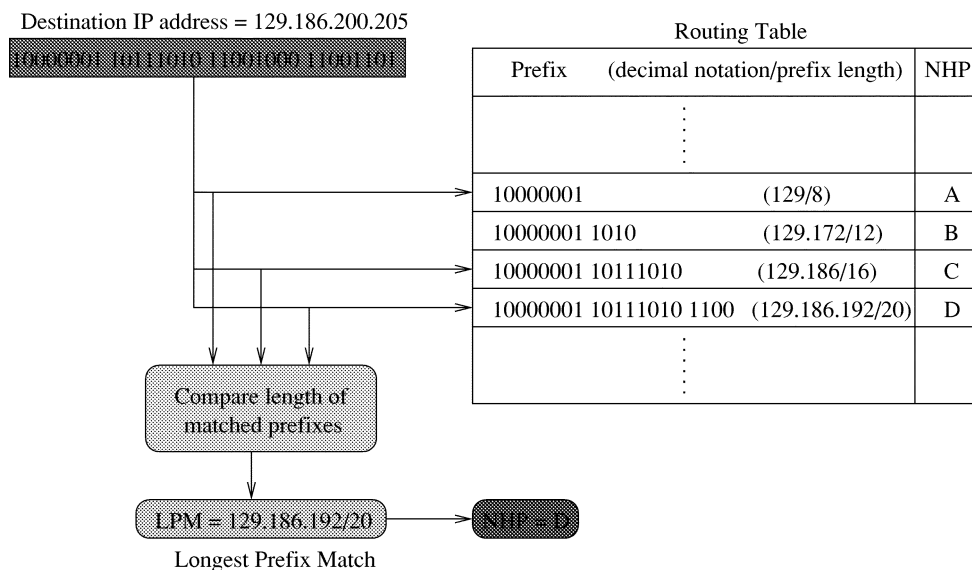 Destination IP address = 129.186.200.205
10000001 10111010 11001000 11001101
Routing Table
Prefix (decimal notation/prefix length) NHP
10000001 (129/8) A
10000001 1010 (129.172/12) B
10000001 10111010 (129.186/16) C
10000001 10111010 1100 (129.186.192/20) D
Compare length of
matched prefixes
LPM = 129.186.192/20
NHP = D
Longest Prefix Match